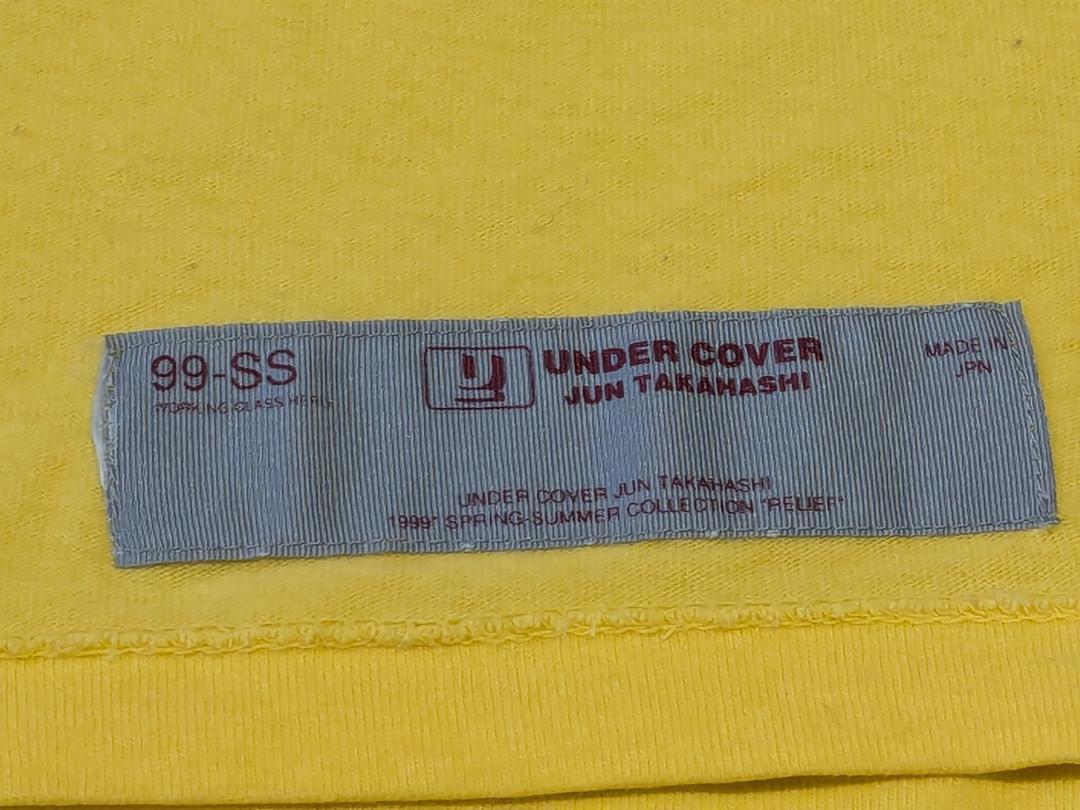 99-SS
WORKING CLASS
UNDER COVER
JUN TAKAHASHI
MADE IN
JPN
UNDER COVER JUN TAKAHASHI
1999" SPRING-SUMMER COLLECTION "RELIEF"